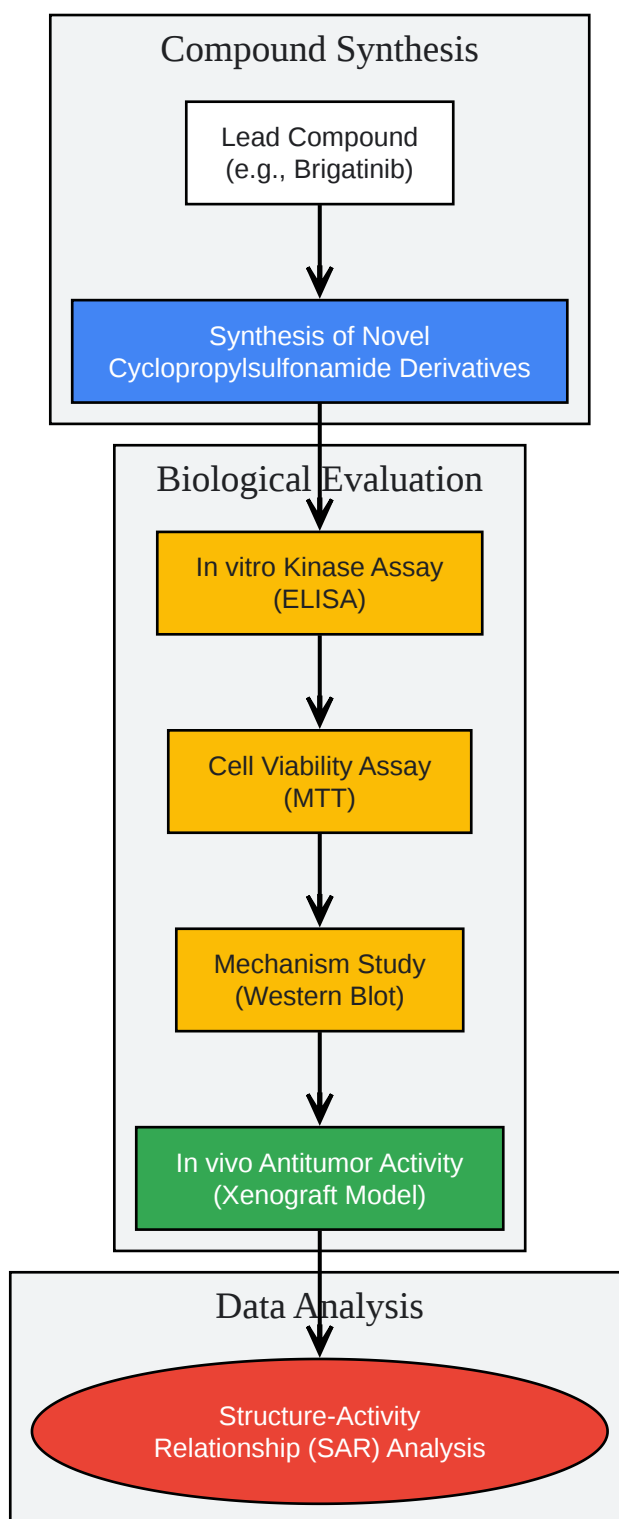 Compound Synthesis
Lead Compound
(e.g., Brigatinib)
Synthesis of Novel
Cyclopropylsulfonamide Derivatives
Biological Evaluation
In vitro Kinase Assay
(ELISA)
Cell Viability Assay
(MTT)
Mechanism Study
(Western Blot)
In vivo Antitumor Activity
(Xenograft Model)
Data Analysis
Structure-Activity
Relationship (SAR) Analysis